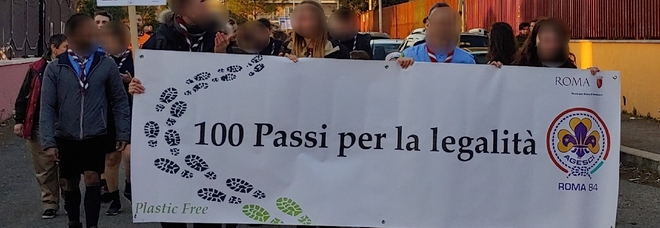 ROMA
100 Passi per la legalità
AGESCI
ROMA 84
Plastic Free